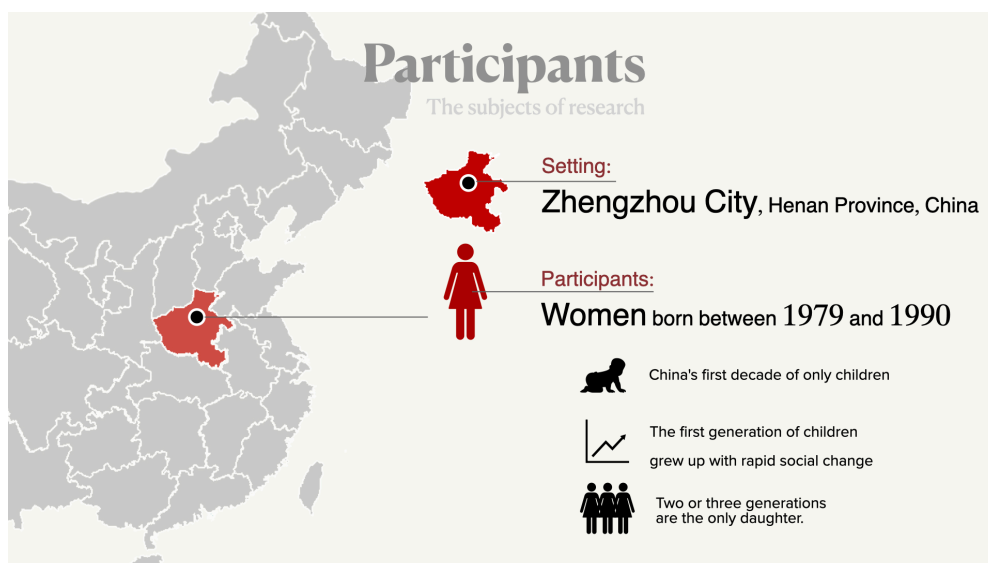 Participants
The subjects of research
Setting:
Zhengzhou City, Henan Province, China
Participants:
Women born between 1979 and 1990
China's first decade of only children
The first generation of children
grew up with rapid social change
Two or three generations
are the only daughter.